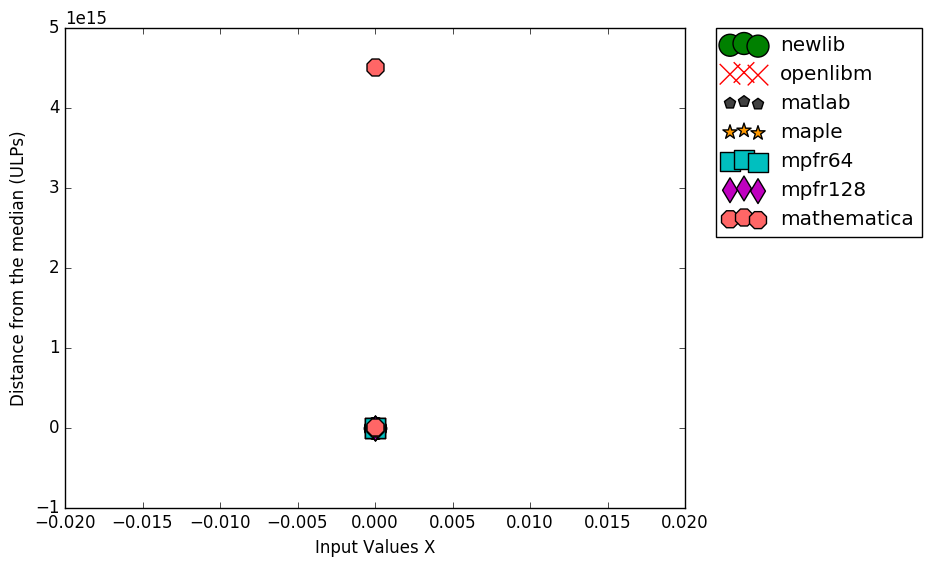 1e15
5
4
3
2
1
0
−1
−0.020 −0.015 −0.010 −0.005 0.000 0.005 0.010 0.015 0.020
Input Values X
Distance from the median (ULPs)
newlib
openlibm
matlab
maple
mpfr64
mpfr128
mathematica